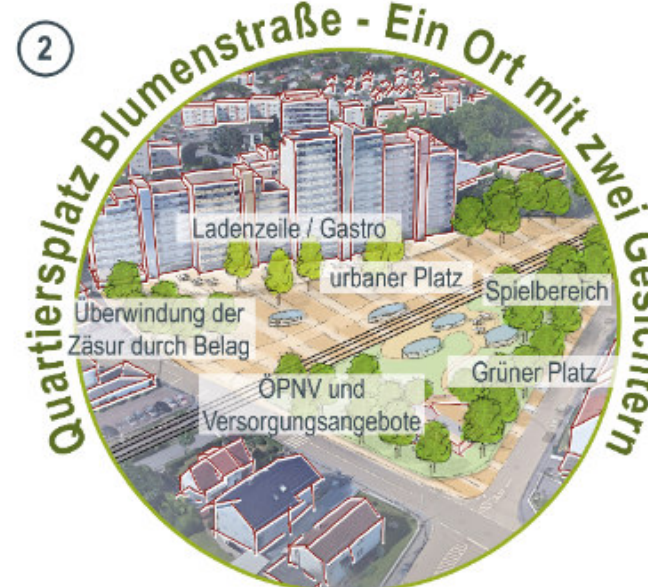 2
Quartiersplatz Blumenstraße - Ein Ort mit zwei Gesichtern
Ladenzeile / Gastro
urbaner Platz
Spielbereich
Überwindung der
Zäsur durch Belag
Grüner Platz
ÖPNV und
Versorgungsangebote